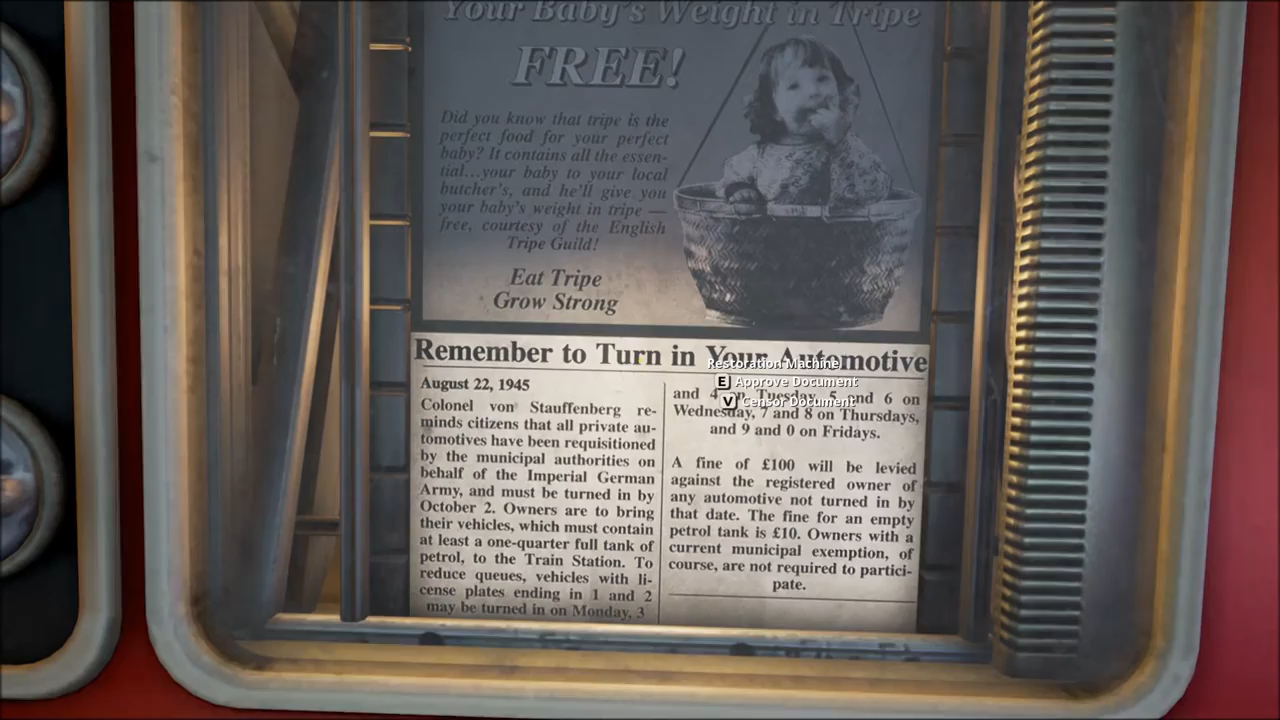 Your Baby's Weight in Tripe
FREE!
Did you know that tripe is the
perfect food for your perfect
baby? It contains all the essen-
tial...your baby to your local
butcher's, and he'll give you
your baby's weight in tripe —
free, courtesy of the English
Tripe Guild!
Eat Tripe
Grow Strong
Remember to Turn in Your Automotive
August 22, 1945
Colonel von Stauffenberg re-
minds citizens that all private au-
tomotives have been requisitioned
by the municipal authorities on
behalf of the Imperial German
Army, and must be turned in by
October 2. Owners are to bring
their vehicles, which must contain
at least a one-quarter full tank of
petrol, to the Train Station. To
reduce queues, vehicles with li-
cense plates ending in 1 and 2
may be turned in on Monday, 3
and 4 on Tuesday, 5 and 6 on
Wednesday, 7 and 8 on Thursdays,
and 9 and 0 on Fridays.
A fine of £100 will be levied
against the registered owner of
any automotive not turned in by
that date. The fine for an empty
petrol tank is £10. Owners with a
current municipal exemption, of
course, are not required to partici-
pate.
Restoration Machine
E Approve Document
V Censor Document